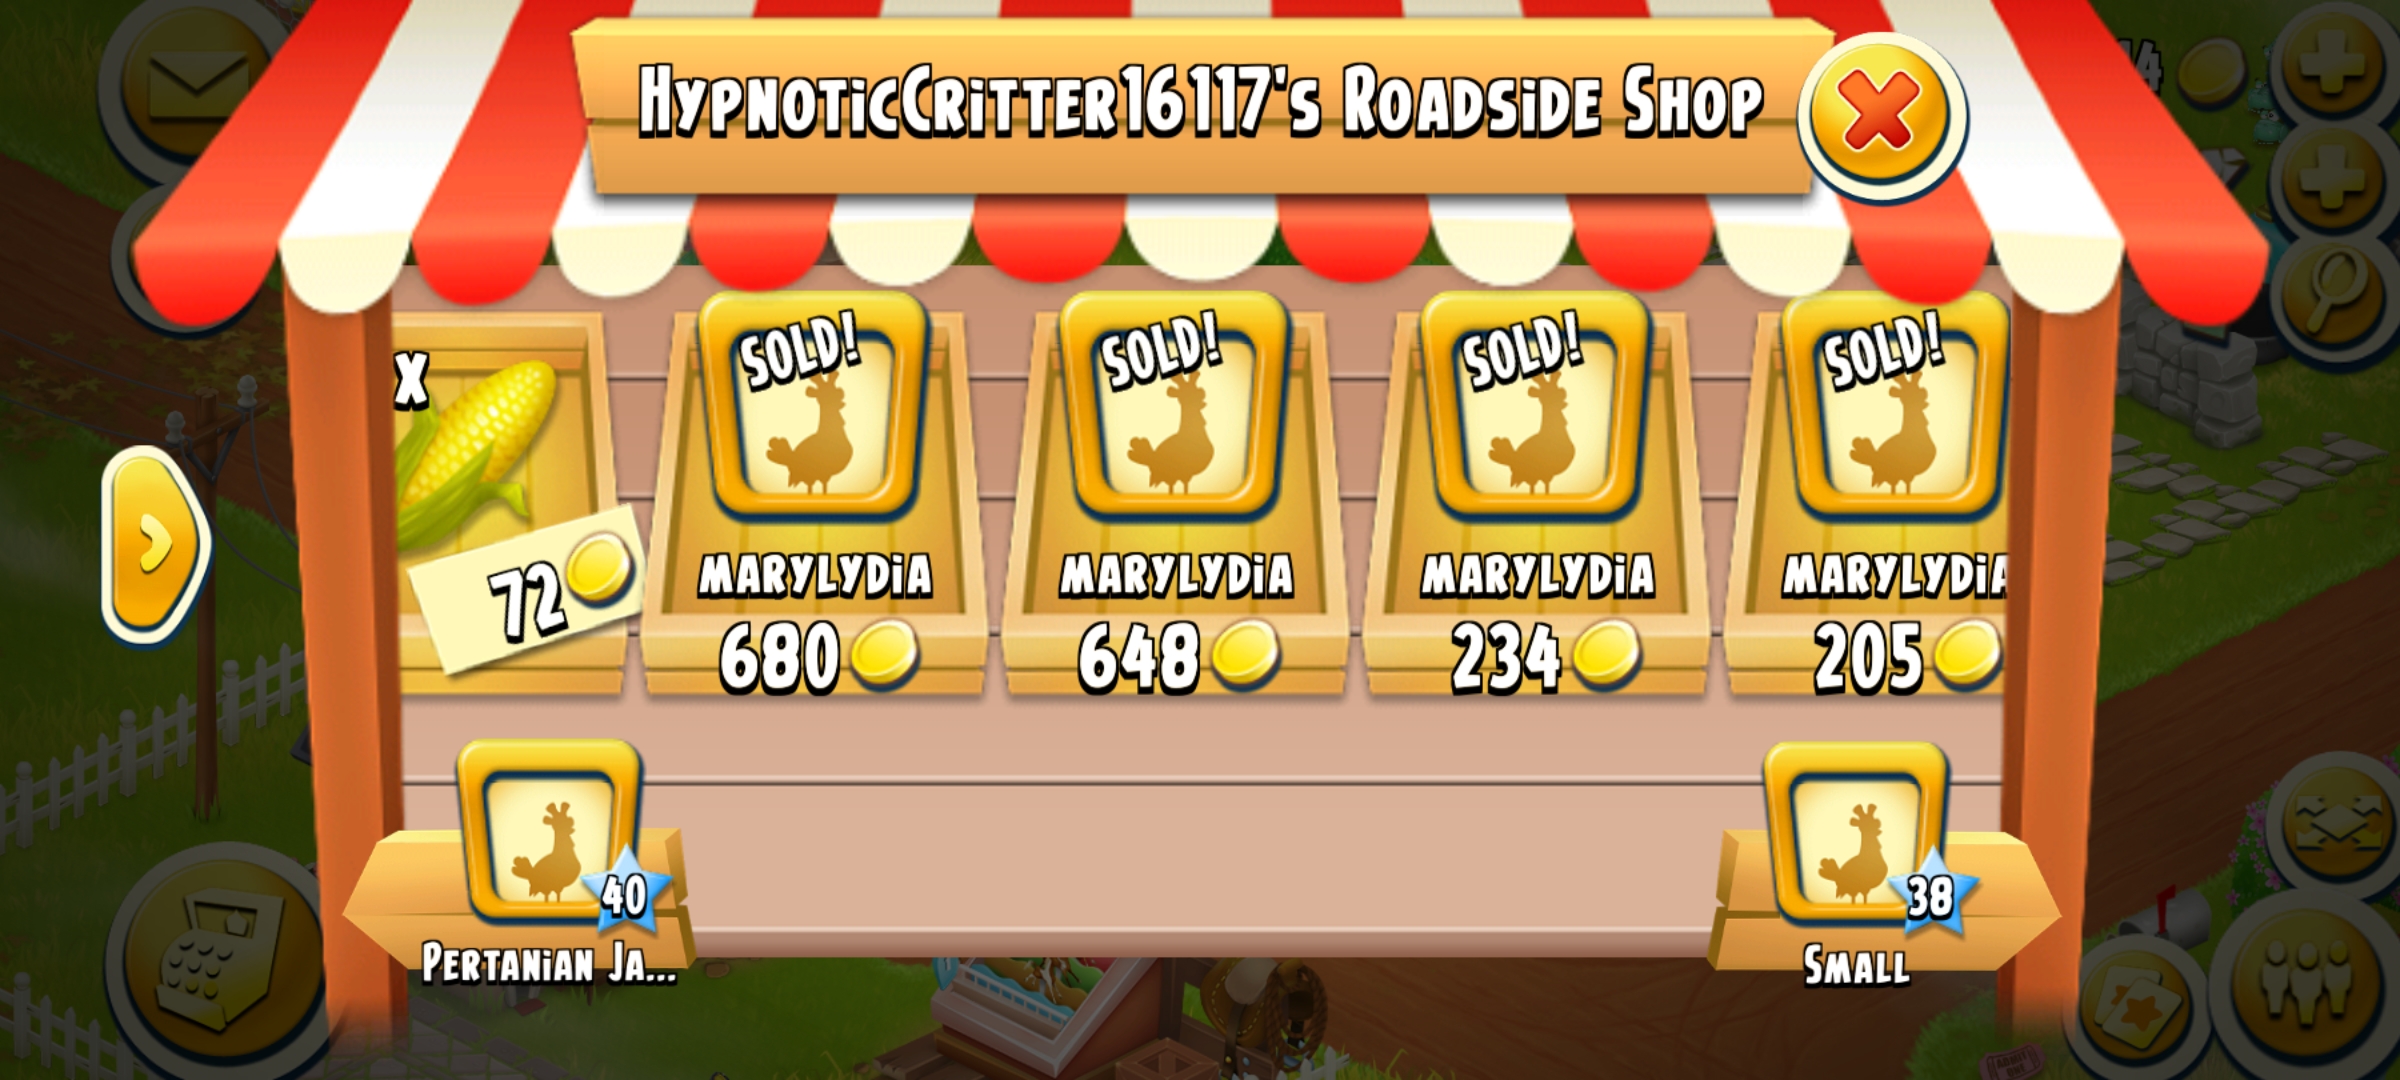 HypnoticCritter16117's Roadside Shop
x
72
SOLD!
MARYLYDIA
680
SOLD!
MARYLYDIA
648
SOLD!
MARYLYDIA
234
SOLD!
MARYLYDIA
205
40
Pertanian Ja...
38
Small